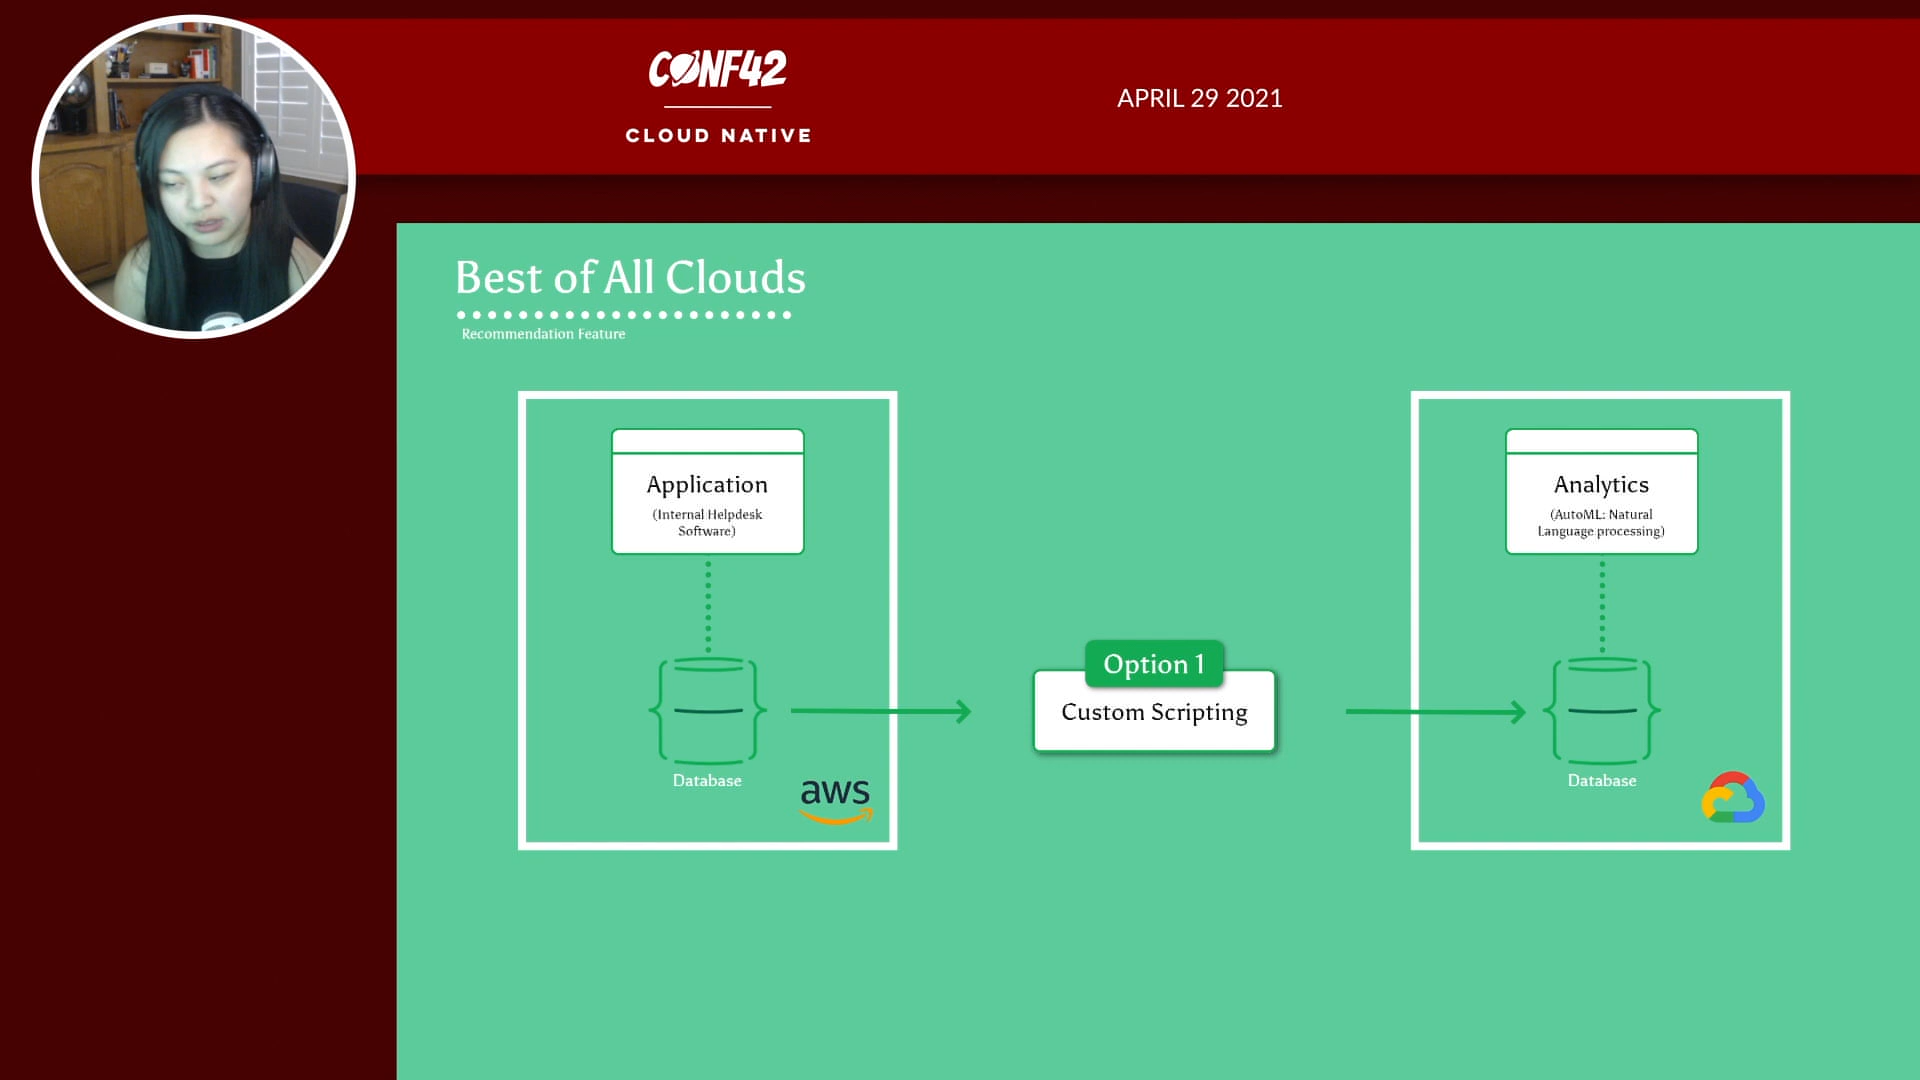 CONF42
CLOUD NATIVE
APRIL 29 2021
Best of All Clouds
Recommendation Feature
Application
(Internal Helpdesk
Software)
Database
aws
Option 1
Custom Scripting
Analytics
(AutoML: Natural
Language processing)
Database